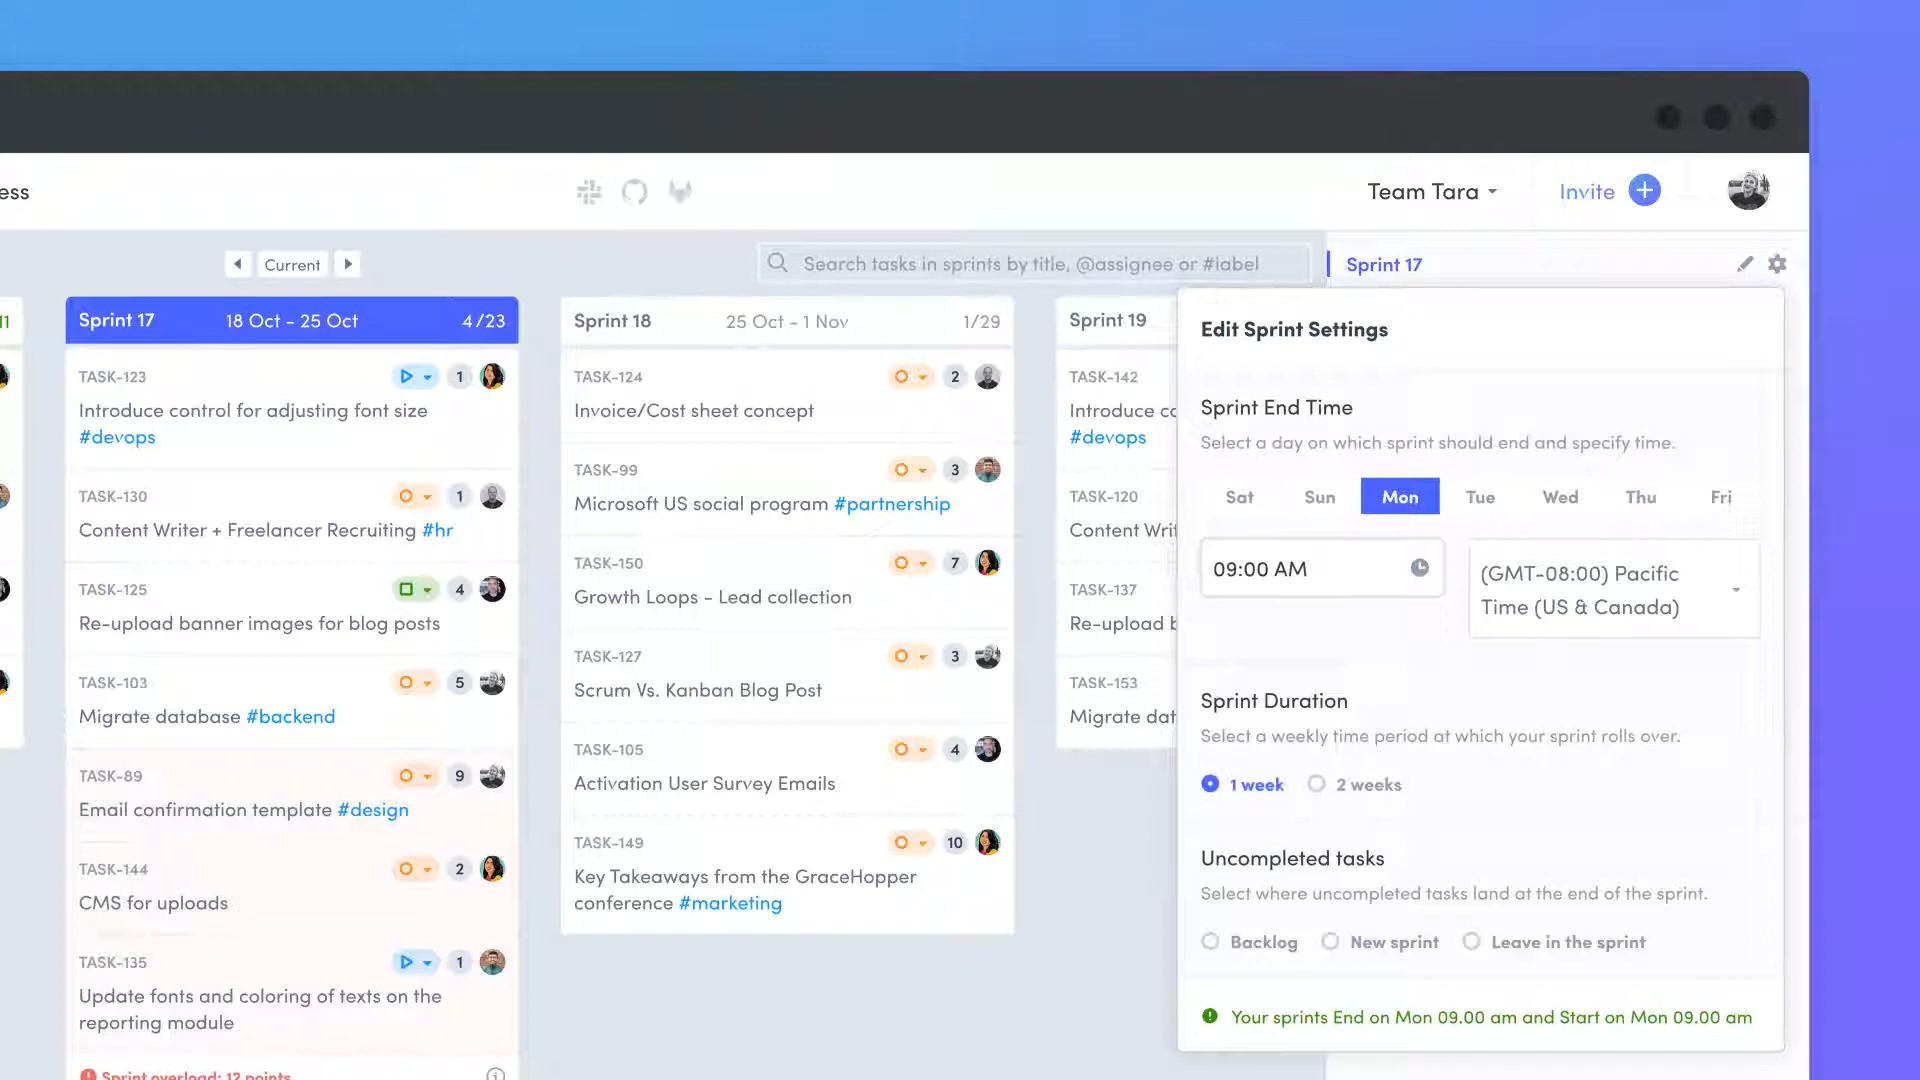 ess
Team Tara
Invite
Current
Search tasks in sprints by title, @assignee or #label
Sprint 17
11
Sprint 17 18 Oct - 25 Oct 4/23
TASK-123 1
Introduce control for adjusting font size
#devops
TASK-130 1
Content Writer + Freelancer Recruiting #hr
TASK-125 4
Re-upload banner images for blog posts
TASK-103 5
Migrate database #backend
TASK-89 9
Email confirmation template #design
TASK-144 2
CMS for uploads
TASK-135 1
Update fonts and coloring of texts on the
reporting module
Sprint overload: 12 points
Sprint 18 25 Oct - 1 Nov 1/29
TASK-124 2
Invoice/Cost sheet concept
TASK-99 3
Microsoft US social program #partnership
TASK-150 7
Growth Loops - Lead collection
TASK-127 3
Scrum Vs. Kanban Blog Post
TASK-105 4
Activation User Survey Emails
TASK-149 10
Key Takeaways from the GraceHopper
conference #marketing
Sprint 19
TASK-142
Introduce co
#devops
TASK-120
Content Writ
TASK-137
Re-upload b
TASK-153
Migrate dat
Edit Sprint Settings
Sprint End Time
Select a day on which sprint should end and specify time.
Sat Sun Mon Tue Wed Thu Fri
09:00 AM
(GMT-08:00) Pacific
Time (US & Canada)
Sprint Duration
Select a weekly time period at which your sprint rolls over.
1 week 2 weeks
Uncompleted tasks
Select where uncompleted tasks land at the end of the sprint.
Backlog New sprint Leave in the sprint
Your sprints End on Mon 09.00 am and Start on Mon 09.00 am